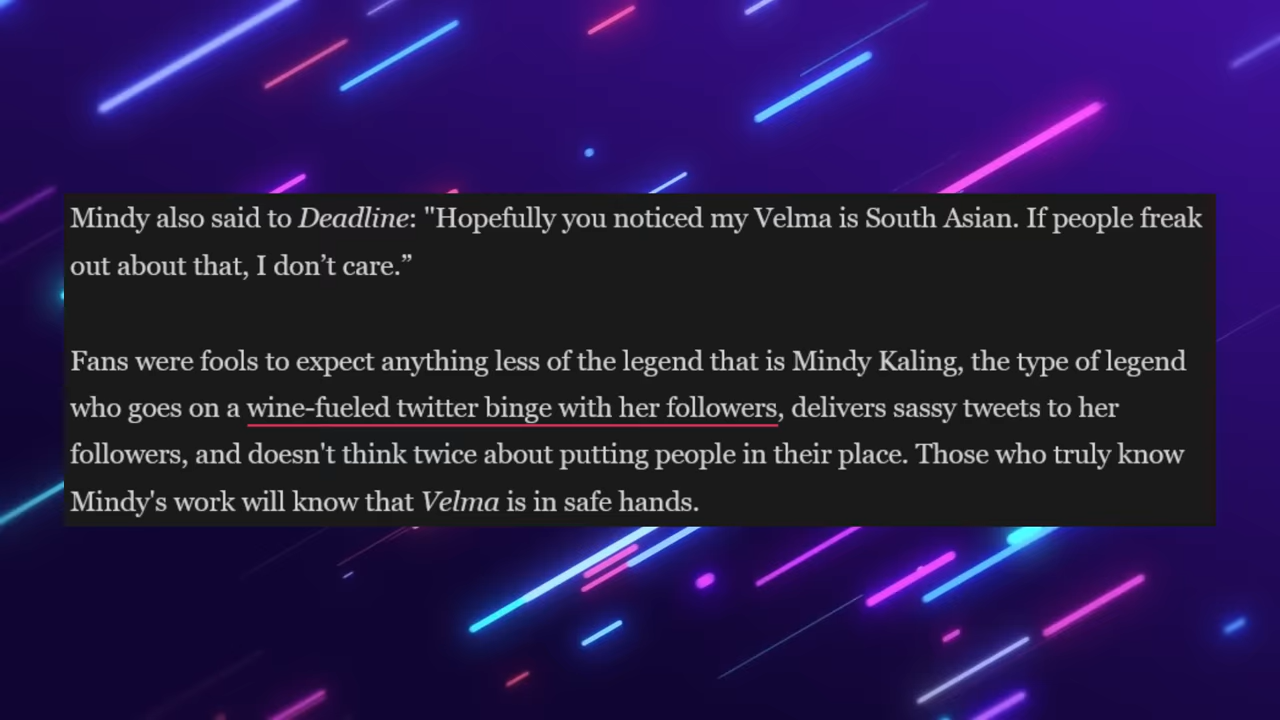 Mindy also said to Deadline: "Hopefully you noticed my Velma is South Asian. If people freak
out about that, I don’t care.”
Fans were fools to expect anything less of the legend that is Mindy Kaling, the type of legend
who goes on a wine-fueled twitter binge with her followers, delivers sassy tweets to her
followers, and doesn't think twice about putting people in their place. Those who truly know
Mindy's work will know that Velma is in safe hands.